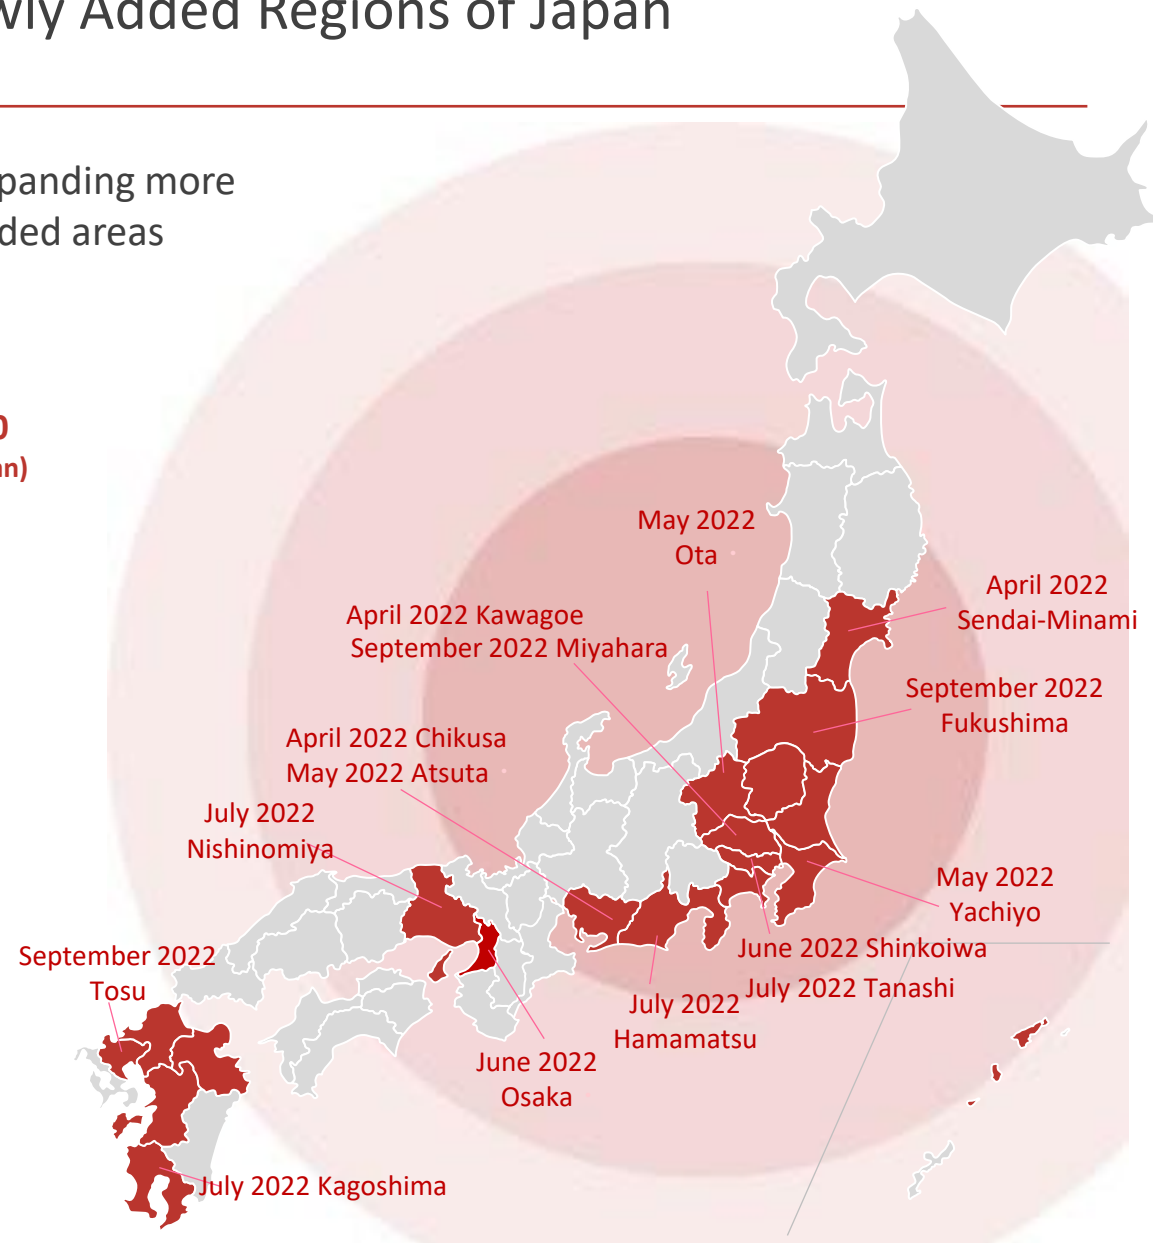 wly Added Regions of Japan
panding more
ded areas
0
an)
May 2022
Ota
April 2022
Sendai-Minami
April 2022 Kawagoe
September 2022 Miyahara
September 2022
Fukushima
April 2022 Chikusa
May 2022 Atsuta
July 2022
Nishinomiya
May 2022
Yachiyo
June 2022 Shinkoiwa
July 2022 Tanashi
September 2022
Tosu
July 2022
Hamamatsu
June 2022
Osaka
July 2022 Kagoshima